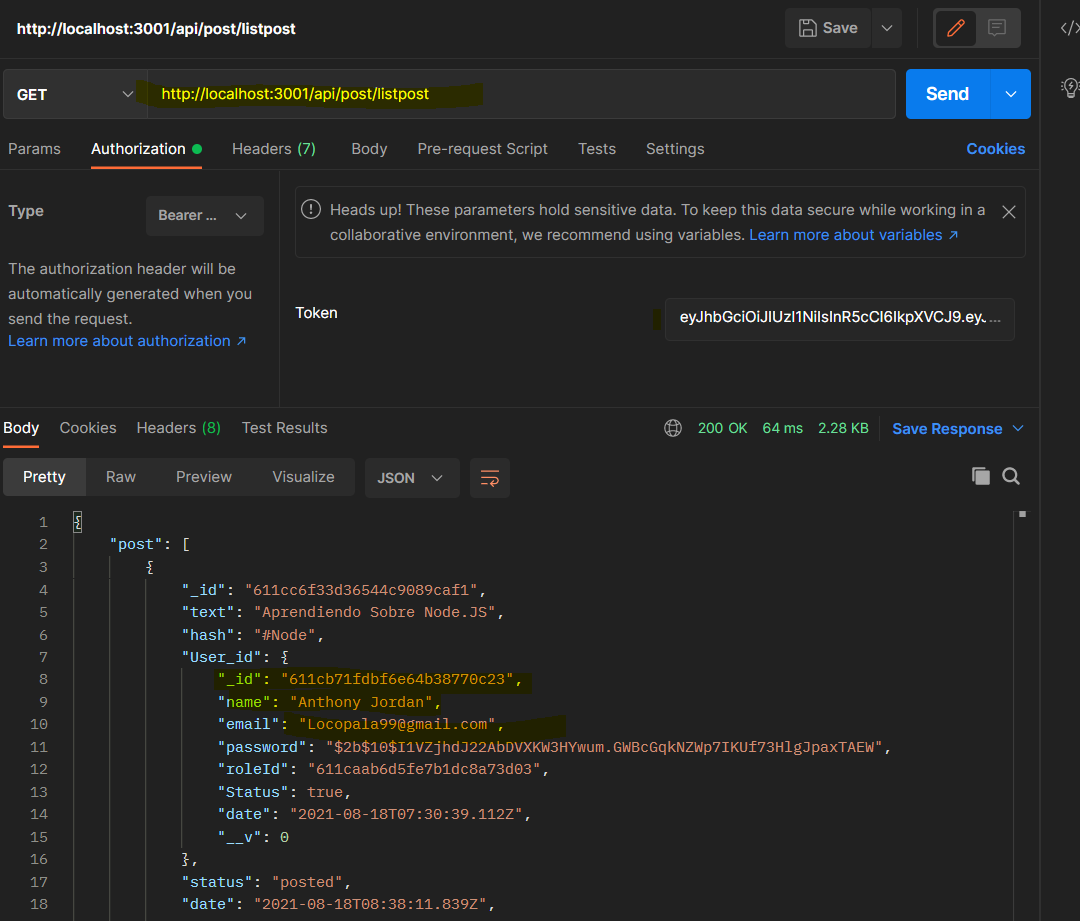 http://localhost:3001/api/post/listpost
Save
GET
http://localhost:3001/api/post/listpost
Send
Params
Authorization
Headers (7)
Body
Pre-request Script
Tests
Settings
Cookies
Type
Bearer ...
The authorization header will be
automatically generated when you
send the request.
Learn more about authorization ↗
Heads up! These parameters hold sensitive data. To keep this data secure while working in a
collaborative environment, we recommend using variables. Learn more about variables ↗
Token
eyJhbGciOiJIUzI1NiIsInR5cCI6IkpXVCJ9.eyJ...
Body
Cookies
Headers (8)
Test Results
200 OK
64 ms
2.28 KB
Save Response
Pretty
Raw
Preview
Visualize
JSON
1 {
2 "post": [
3 {
4 "_id": "611cc6f33d36544c9089caf1",
5 "text": "Aprendiendo Sobre Node.JS",
6 "hash": "#Node",
7 "User_id": {
8 "_id": "611cb71fdbf6e64b38770c23",
9 "name": "Anthony Jordan",
10 "email": "Locopala99@gmail.com",
11 "password": "$2b$10$I1VZjhdJ22AbDVXKW3HYwum.GWBcGqkNZWp7IKUf73HlgJpaxTAEW",
12 "roleId": "611caab6d5fe7b1dc8a73d03",
13 "Status": true,
14 "date": "2021-08-18T07:30:39.112Z",
15 "__v": 0
16 },
17 "status": "posted",
18 "date": "2021-08-18T08:38:11.839Z",